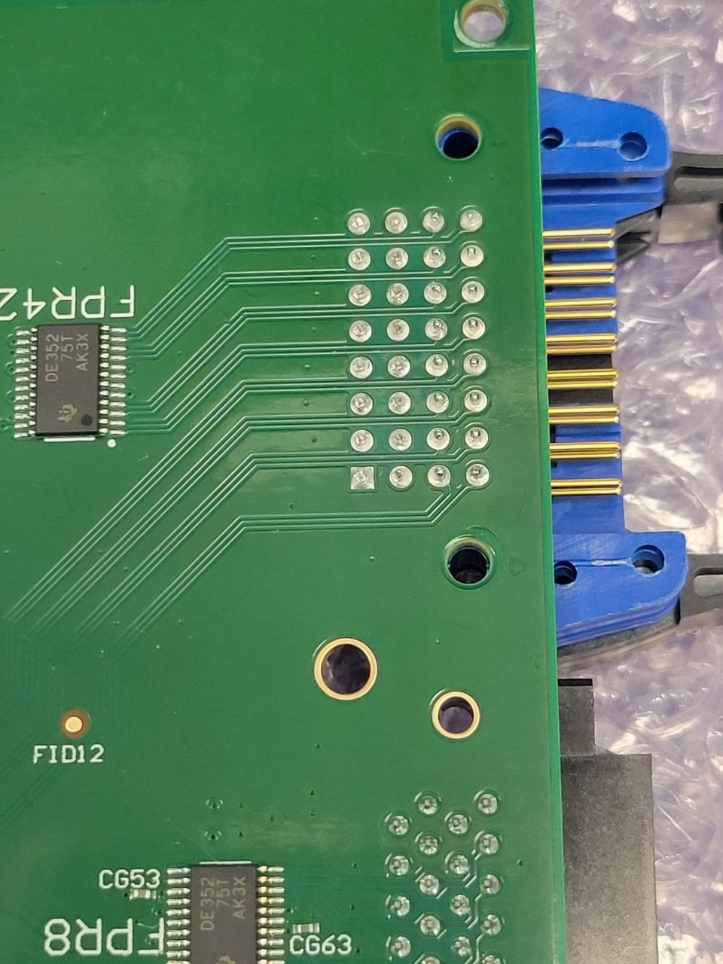 FPR42
DE352
75T
AK3X
FID12
CG53
DE352
75T
AK3X
FPR8
CG63